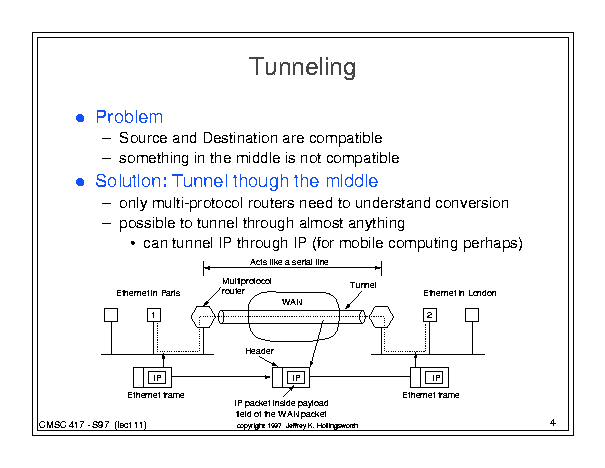 Tunneling
● Problem
– Source and Destination are compatible
– something in the middle is not compatible
● Solution: Tunnel though the middle
– only multi-protocol routers need to understand conversion
– possible to tunnel through almost anything
• can tunnel IP through IP (for mobile computing perhaps)
Acts like a serial line
Multiprotocol
router
Tunnel
Ethernet in Paris
WAN
Ethernet in London
1
2
Header
IP
IP
IP
Ethernet frame
Ethernet frame
IP packet inside payload
field of the WAN packet
CMSC 417 - S97 (lect 11)
copyright 1997 Jeffrey K. Hollingsworth
4